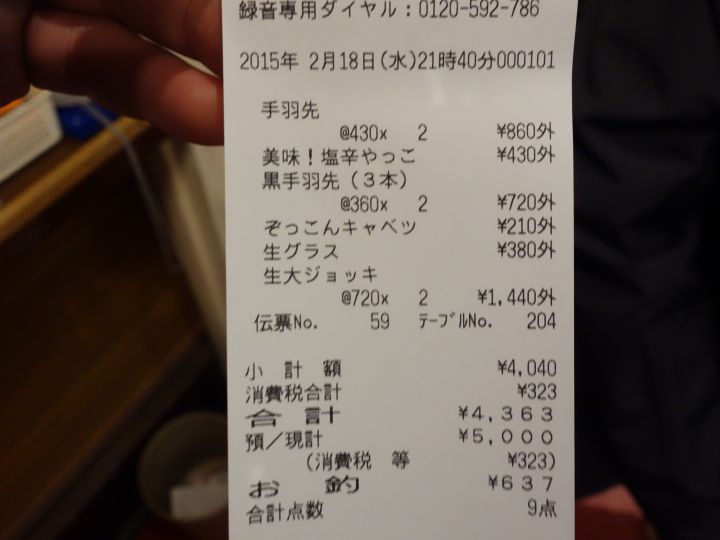 録音専用ダイヤル：0120-592-786
2015年 2月18日(水)21時40分000101
手羽先
@430x 2 ¥860外
美味！塩辛やっこ ¥430外
黒手羽先（３本）
@360x 2 ¥720外
ぞっこんキャベツ ¥210外
生グラス ¥380外
生大ジョッキ
@720x 2 ¥1,440外
伝票No. 59 ﾃｰﾌﾞﾙNo. 204
小 計 額 ¥4,040
消費税合計 ¥323
合 計 ¥４,３６３
預／現計 ¥５,０００
(消費税 等 ¥323)
お 釣 ¥６３７
合計点数 9点